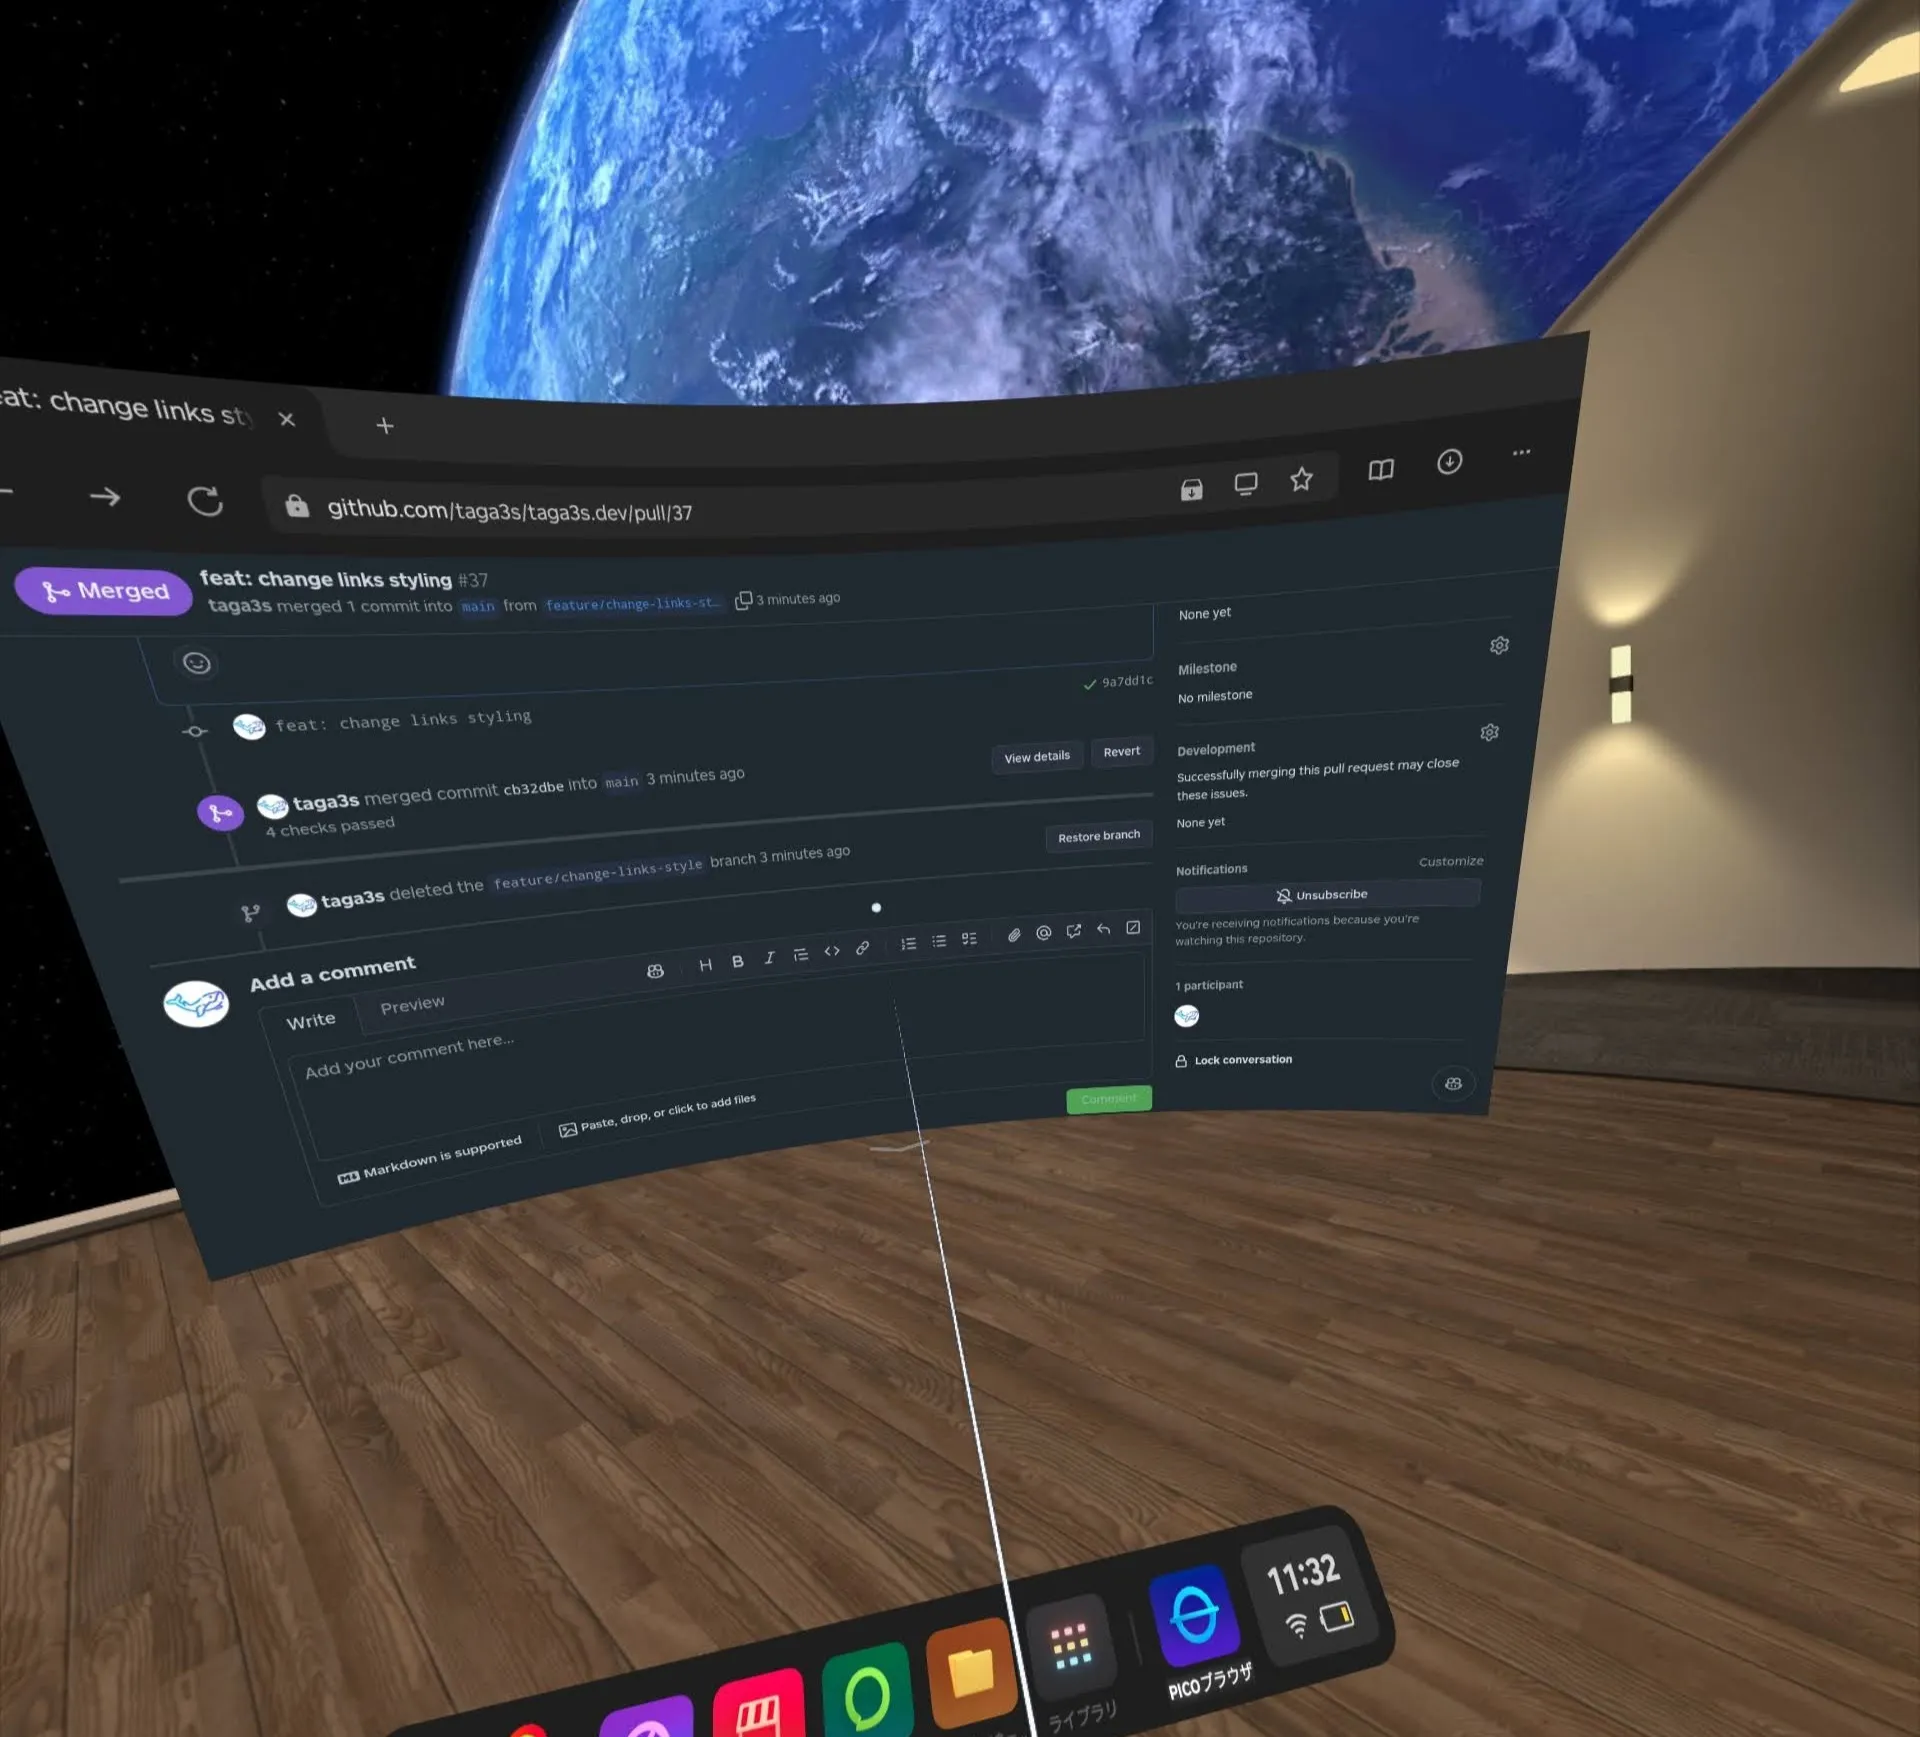 eat: change links st
github.com/taga3s/taga3s.dev/pull/37
Merged
feat: change links styling #37
taga3s merged 1 commit into main from feature/change-links-st… 3 minutes ago
9a7dd1c
feat: change links styling
View details
Revert
taga3s merged commit cb32dbe into main 3 minutes ago
4 checks passed
Restore branch
taga3s deleted the feature/change-links-style branch 3 minutes ago
Add a comment
Write
Preview
H B I
Add your comment here...
Markdown is supported
Paste, drop, or click to add files
Comment
None yet
Milestone
No milestone
Development
Successfully merging this pull request may close
these issues.
None yet
Notifications
Customize
Unsubscribe
You're receiving notifications because you're
watching this repository.
1 participant
Lock conversation
11:32
PICOブラウザ
ライブラリ